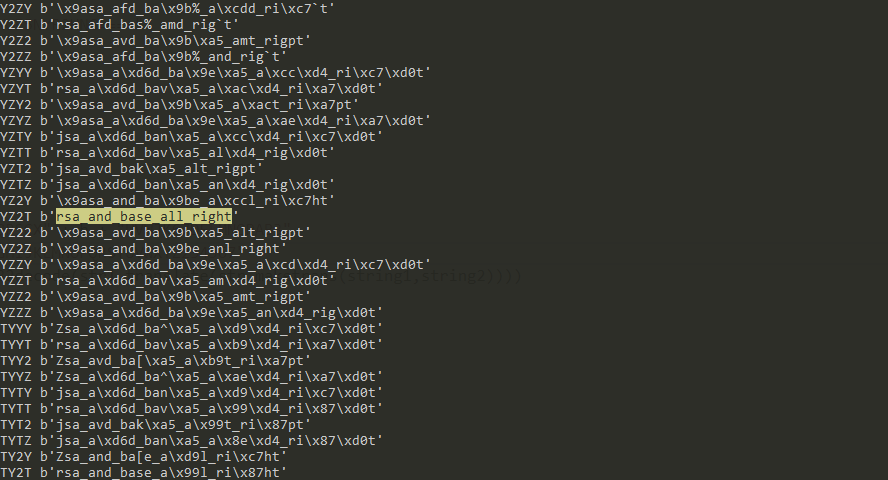 Y2ZY b'\x9asa_afd_ba\x9b%_a\xcdd_ri\xc7`t'
Y2ZT b'rsa_afd_bas%_amd_rig`t'
Y2Z2 b'\x9asa_avd_ba\x9b\xa5_amt_rigpt'
Y2ZZ b'\x9asa_afd_ba\x9b%_and_rig`t'
YZYY b'\x9asa_a\xd6d_ba\x9e\xa5_a\xcc\xd4_ri\xc7\xd0t'
YZYT b'rsa_a\xd6d_bav\xa5_a\xac\xd4_ri\xa7\xd0t'
YZY2 b'\x9asa_avd_ba\x9b\xa5_a\xact_ri\xa7pt'
YZYZ b'\x9asa_a\xd6d_ba\x9e\xa5_a\xae\xd4_ri\xa7\xd0t'
YZTY b'jsa_a\xd6d_ban\xa5_a\xcc\xd4_ri\xc7\xd0t'
YZTT b'rsa_a\xd6d_bav\xa5_al\xd4_rig\xd0t'
YZT2 b'jsa_avd_bak\xa5_alt_rigpt'
YZTZ b'jsa_a\xd6d_ban\xa5_an\xd4_rig\xd0t'
YZ2Y b'\x9asa_and_ba\x9be_a\xccl_ri\xc7ht'
YZ2T b'rsa_and_base_all_right'
YZ22 b'\x9asa_avd_ba\x9b\xa5_alt_rigpt'
YZ2Z b'\x9asa_and_ba\x9be_anl_right'
YZZY b'\x9asa_a\xd6d_ba\x9e\xa5_a\xcd\xd4_ri\xc7\xd0t'
YZZT b'rsa_a\xd6d_bav\xa5_am\xd4_rig\xd0t'
YZZ2 b'\x9asa_avd_ba\x9b\xa5_amt_rigpt'
YZZZ b'\x9asa_a\xd6d_ba\x9e\xa5_an\xd4_rig\xd0t'
TYYY b'Zsa_a\xd6d_ba^\xa5_a\xd9\xd4_ri\xc7\xd0t'
TYYT b'rsa_a\xd6d_bav\xa5_a\xb9\xd4_ri\xa7\xd0t'
TYY2 b'Zsa_avd_ba[\xa5_a\xb9t_ri\xa7pt'
TYYZ b'Zsa_a\xd6d_ba^\xa5_a\xae\xd4_ri\xa7\xd0t'
TYTY b'jsa_a\xd6d_ban\xa5_a\xd9\xd4_ri\xc7\xd0t'
TYTT b'rsa_a\xd6d_bav\xa5_a\x99\xd4_ri\x87\xd0t'
TYT2 b'jsa_avd_bak\xa5_a\x99t_ri\x87pt'
TYTZ b'jsa_a\xd6d_ban\xa5_a\x8e\xd4_ri\x87\xd0t'
TY2Y b'Zsa_and_ba[e_a\xd9l_ri\xc7ht'
TY2T b'rsa_and_base_a\x99l_ri\x87ht'